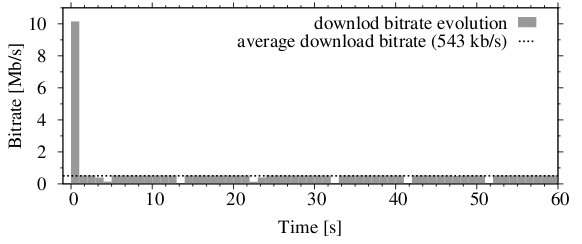 downlod bitrate evolution
average download bitrate (543 kb/s)
Bitrate [Mb/s]
10
8
6
4
2
0
0 10 20 30 40 50 60
Time [s]